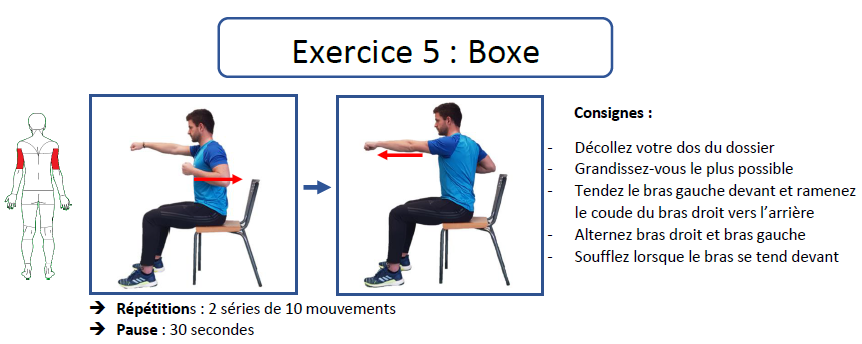 Exercice 5 : Boxe
Consignes :
- Décollez votre dos du dossier
- Grandissez-vous le plus possible
- Tendez le bras gauche devant et ramenez
le coude du bras droit vers l’arrière
- Alternez bras droit et bras gauche
- Soufflez lorsque le bras se tend devant
➔ Répétitions : 2 séries de 10 mouvements
➔ Pause : 30 secondes